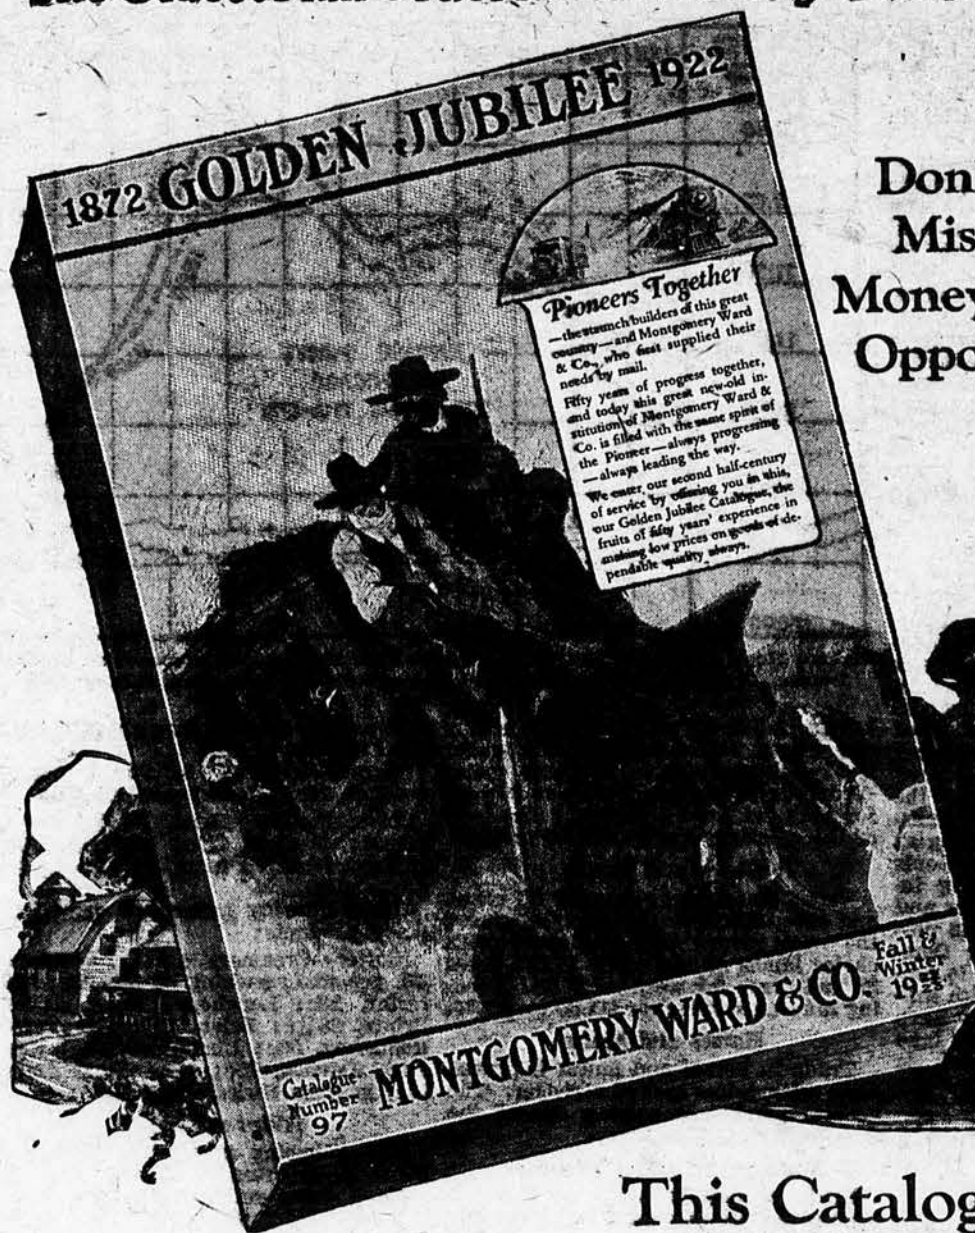 1872 GOLDEN JUBILEE 1922
Don
Mis
Money
Oppo
Pioneers Together
—the staunch builders of this great
country—and Montgomery Ward
& Co., who first supplied their
needs by mail.
Fifty years of progress together,
and today this great new-old in-
stitution of Montgomery Ward &
Co. is filled with the same spirit of
the Pioneer—always progressing
—always leading the way.
We enter our second half-century
of service by offering you in this,
our Golden Jubilee Catalogue, the
fruits of fifty years' experience in
making low prices on goods of de-
pendable quality always.
Catalogue
Number
97
MONTGOMERY WARD & CO.
Fall &
Winter
19
This Catalog